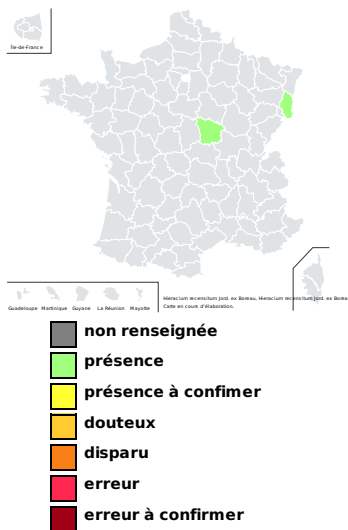 Île-de-France
Guadeloupe Martinique Guyane La Réunion Mayotte
Hieracium recensitum Jord. ex Boreau, Hieracium recensitum Jord. ex Borea
Carte en cours d'élaboration.
non renseignée
présence
présence à confimer
douteux
disparu
erreur
erreur à confirmer